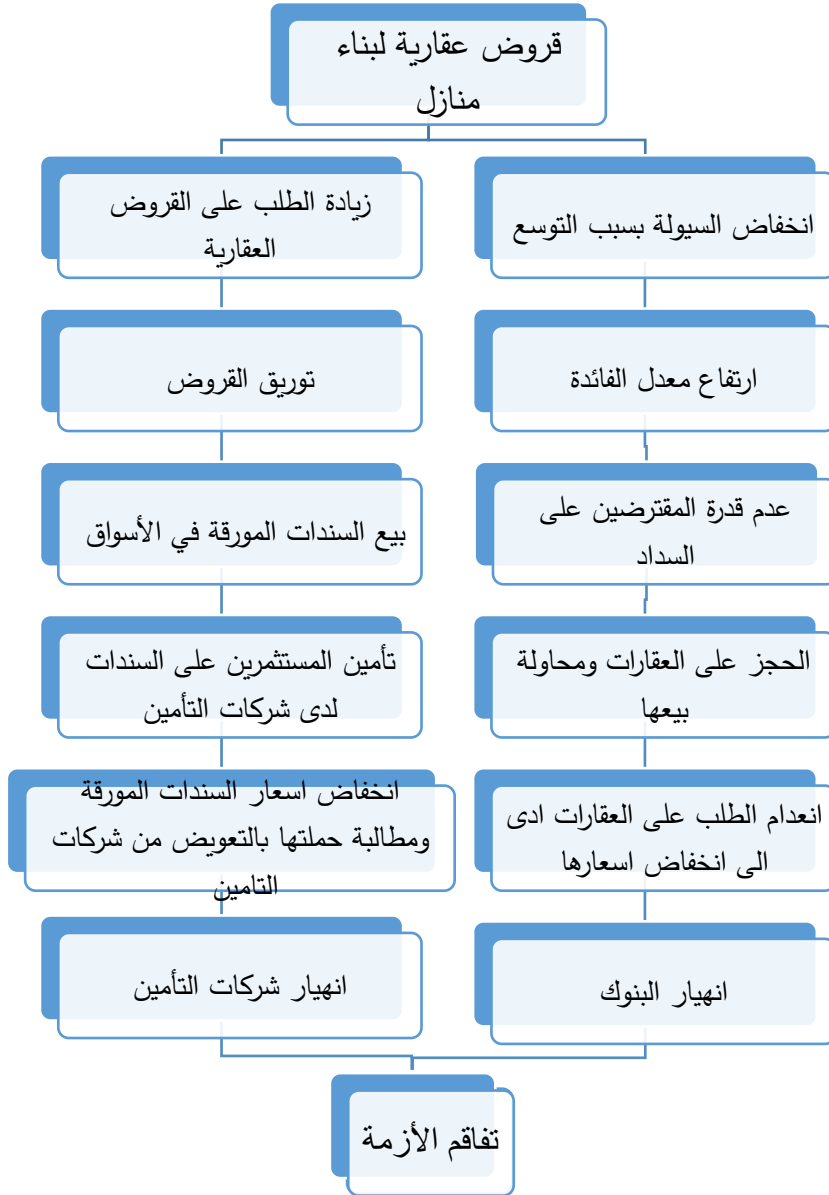 قروض عقارية لبناء
منازل
انخفاض السيولة بسبب التوسع
ارتفاع معدل الفائدة
عدم قدرة المقترضين على
السداد
الحجز على العقارات ومحاولة
بيعها
انعدام الطلب على العقارات ادى
الى انخفاض اسعارها
انهيار البنوك
زيادة الطلب على القروض
العقارية
توريق القروض
بيع السندات المورقة في الأسواق
تأمين المستثمرين على السندات
لدى شركات التأمين
انخفاض اسعار السندات المورقة
ومطالبة حملتها بالتعويض من شركات
التامين
انهيار شركات التأمين
تفاقم الأزمة